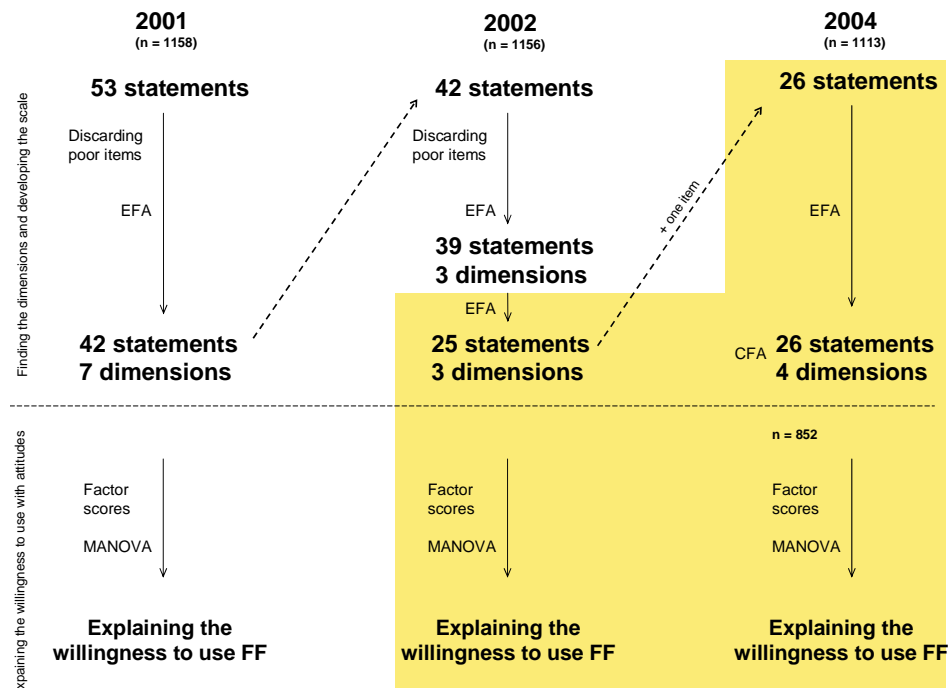 2001
(n = 1158)
53 statements
Discarding
poor items
EFA
42 statements
7 dimensions
2002
(n = 1156)
42 statements
Discarding
poor items
EFA
39 statements
3 dimensions
EFA
25 statements
3 dimensions
+ one item
2004
(n = 1113)
26 statements
EFA
CFA
26 statements
4 dimensions
Finding the dimensions and developing the scale
n = 852
Factor
scores
MANOVA
Explaining the
willingness to use FF
Factor
scores
MANOVA
Explaining the
willingness to use FF
Factor
scores
MANOVA
Explaining the
willingness to use FF
xpaining the willingness to use with attitudes